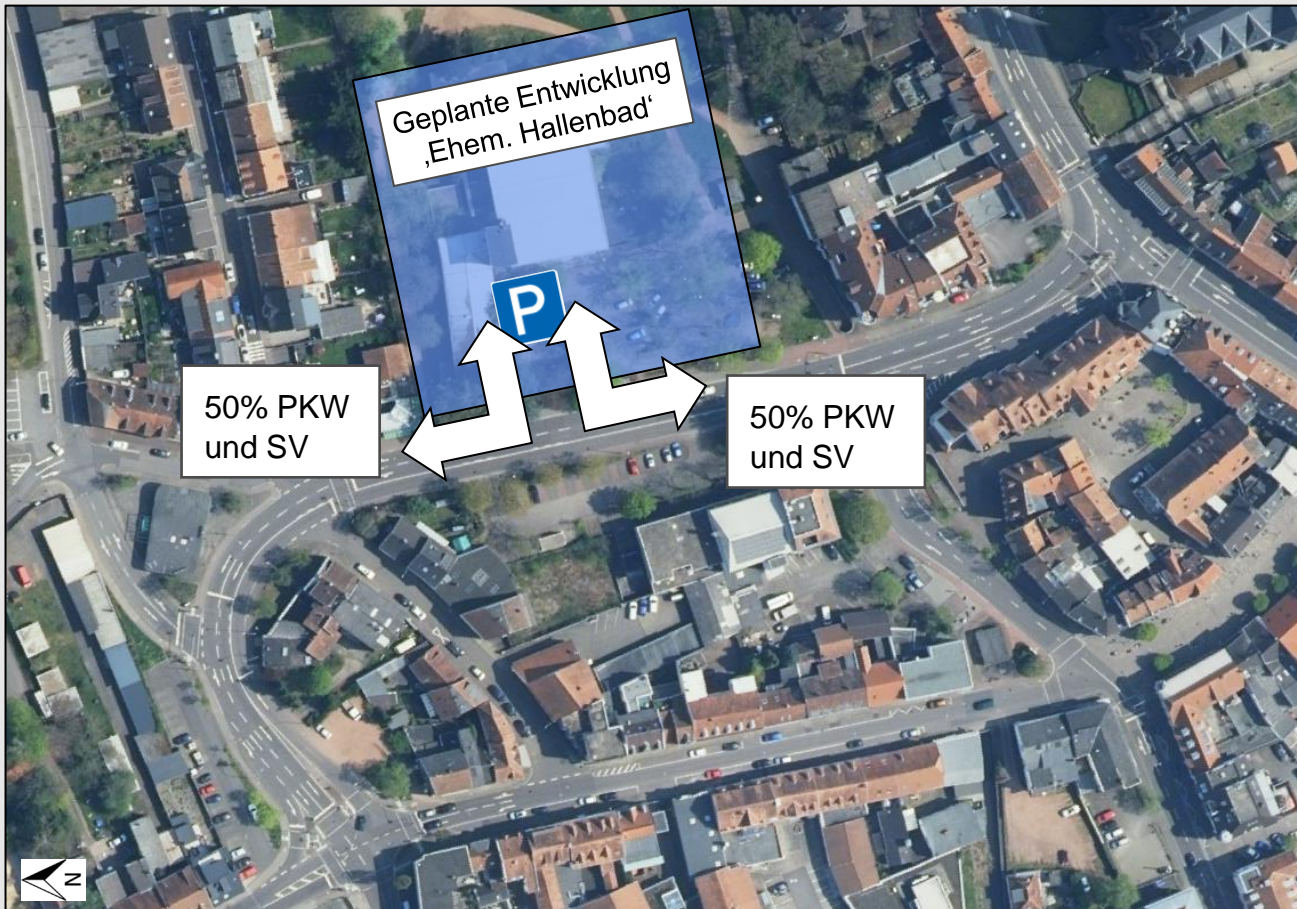 Geplante Entwicklung
‚Ehem. Hallenbad‘
P
50% PKW
und SV
50% PKW
und SV
N